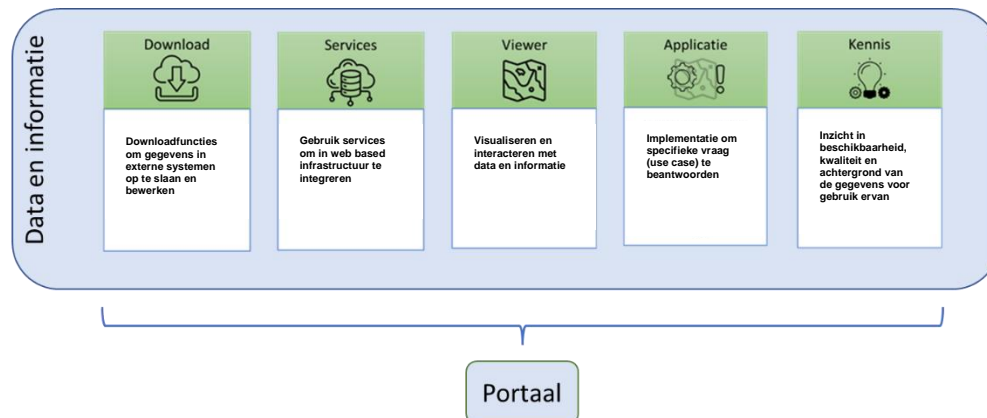 Data en informatie
Download
Downloadfuncties
om gegevens in
externe systemen
op te slaan en
bewerken
Services
Gebruik services
om in web based
infrastructuur te
integreren
Viewer
Visualiseren en
interacteren met
data en informatie
Applicatie
Implementatie om
specifieke vraag
(use case) te
beantwoorden
Kennis
Inzicht in
beschikbaarheid,
kwaliteit en
achtergrond van
de gegevens voor
gebruik ervan
Portaal